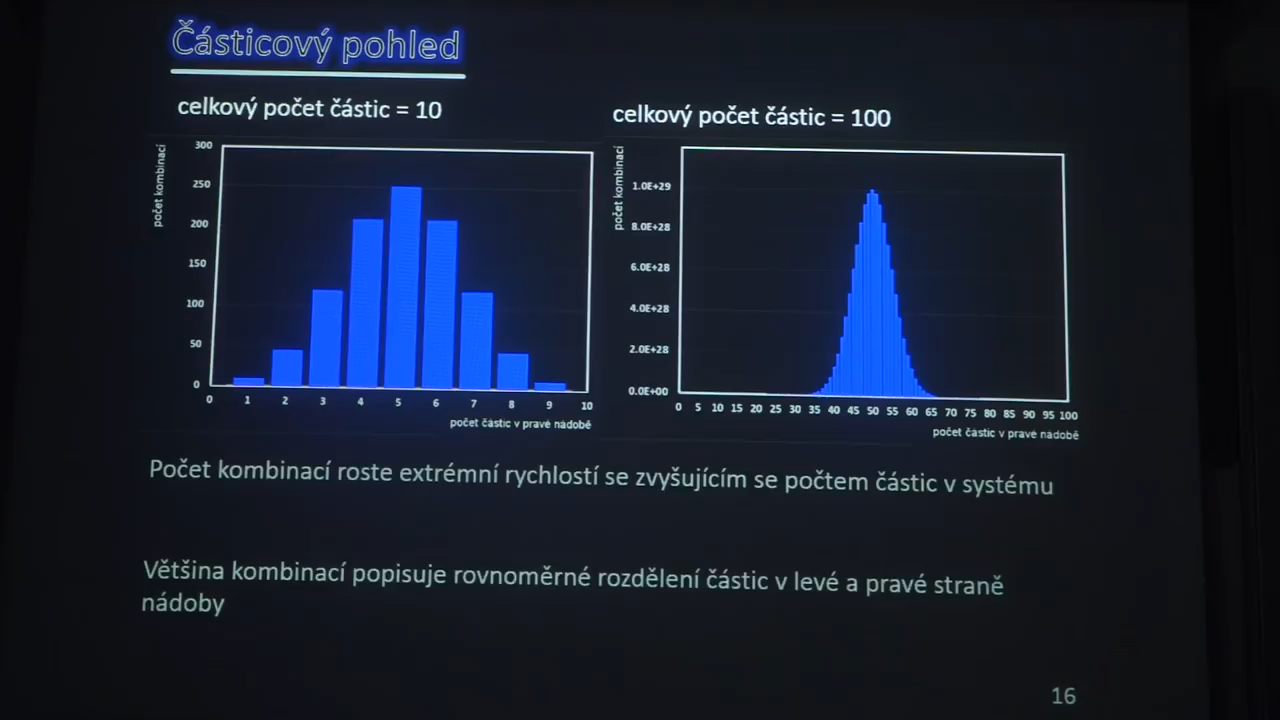 Částicový pohled
celkový počet částic = 10
počet kombinací
300
250
200
150
100
50
0
0 1 2 3 4 5 6 7 8 9 10
počet částic v pravé nádobě
celkový počet částic = 100
počet kombinací
1.0E+29
8.0E+28
6.0E+28
4.0E+28
2.0E+28
0.0E+00
0 5 10 15 20 25 30 35 40 45 50 55 60 65 70 75 80 85 90 95 100
počet částic v pravé nádobě
Počet kombinací roste extrémní rychlostí se zvyšujícím se počtem částic v systému
Většina kombinací popisuje rovnoměrné rozdělení částic v levé a pravé straně
nádoby
16